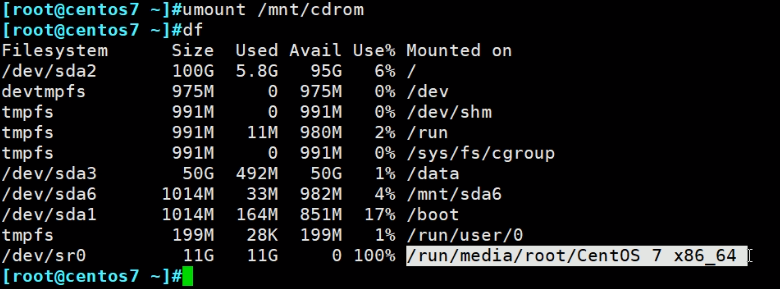 [root@centos7 ~]#umount /mnt/cdrom
[root@centos7 ~]#df
Filesystem      Size  Used Avail Use% Mounted on
/dev/sda2       100G  5.8G   95G   6% /
devtmpfs        975M     0  975M   0% /dev
tmpfs           991M     0  991M   0% /dev/shm
tmpfs           991M   11M  980M   2% /run
tmpfs           991M     0  991M   0% /sys/fs/cgroup
/dev/sda3        50G  492M   50G   1% /data
/dev/sda6      1014M   33M  982M   4% /mnt/sda6
/dev/sda1      1014M  164M  851M  17% /boot
tmpfs           199M   28K  199M   1% /run/user/0
/dev/sr0         11G   11G     0 100% /run/media/root/CentOS 7 x86_64
[root@centos7 ~]#